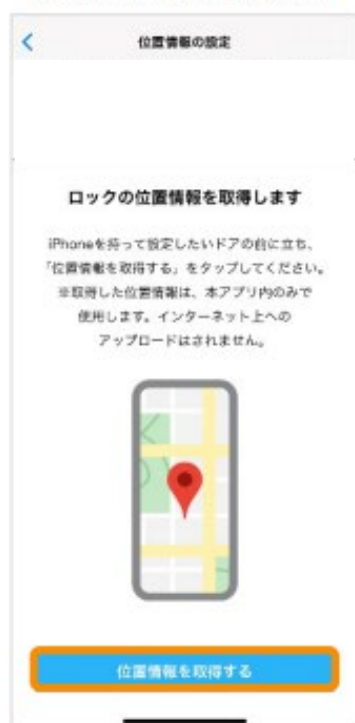 位置情報の設定
ロックの位置情報を取得します
iPhoneを持って設定したいドアの前に立ち、
「位置情報を取得する」をタップしてください。
※取得した位置情報は、本アプリ内のみで
使用します。インターネット上への
アップロードはされません。
位置情報を取得する